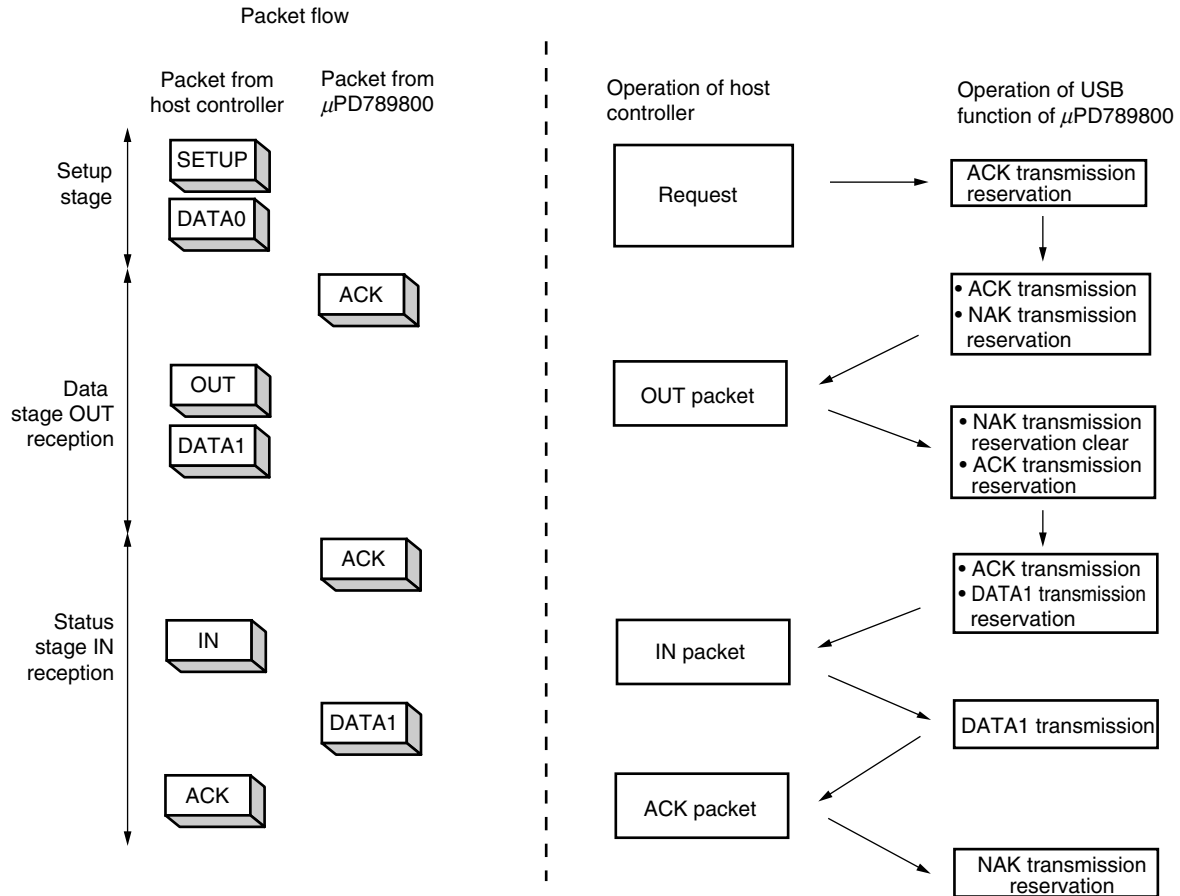 Packet flow
Packet from
host controller
Packet from
μPD789800
Setup
stage
SETUP
DATA0
Data
stage OUT
reception
ACK
OUT
DATA1
Status
stage IN
reception
ACK
IN
DATA1
ACK
Operation of host
controller
Operation of USB
function of μPD789800
Request
ACK transmission
reservation
• ACK transmission
• NAK transmission
reservation
OUT packet
• NAK transmission
reservation clear
• ACK transmission
reservation
• ACK transmission
• DATA1 transmission
reservation
IN packet
DATA1 transmission
ACK packet
NAK transmission
reservation